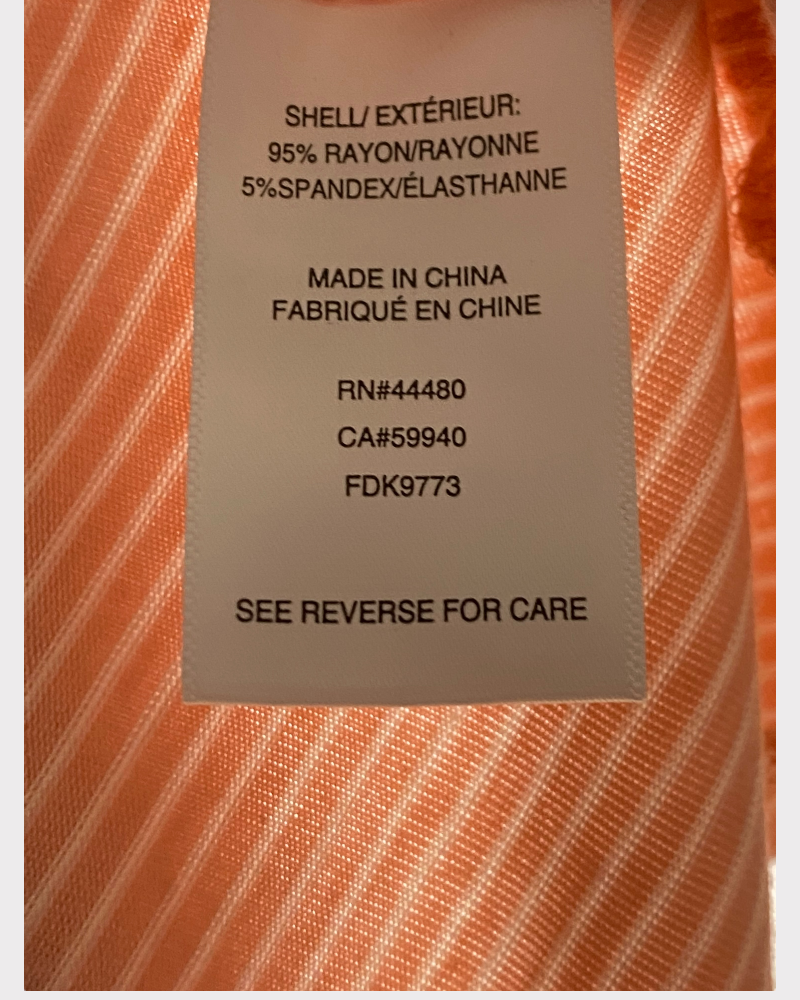 SHELL/ EXTÉRIEUR:
95% RAYON/RAYONNE
5%SPANDEX/ÉLASTHANNE
MADE IN CHINA
FABRIQUÉ EN CHINE
RN#44480
CA#59940
FDK9773
SEE REVERSE FOR CARE